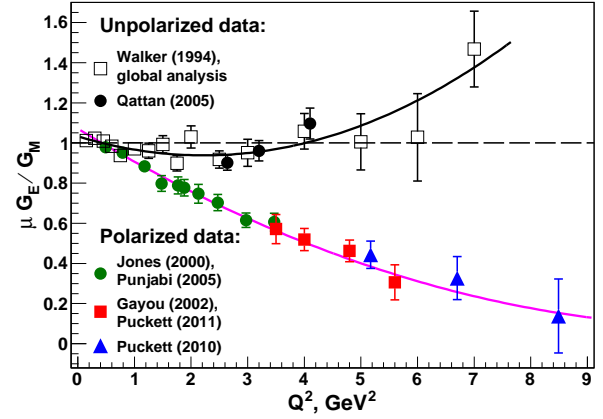 Unpolarized data:
Walker (1994),
global analysis
Qattan (2005)
Polarized data:
Jones (2000),
Punjabi (2005)
Gayou (2002),
Puckett (2011)
Puckett (2010)
μ G_E / G_M
1.6
1.4
1.2
1
0.8
0.6
0.4
0.2
0
0 1 2 3 4 5 6 7 8 9
Q², GeV²